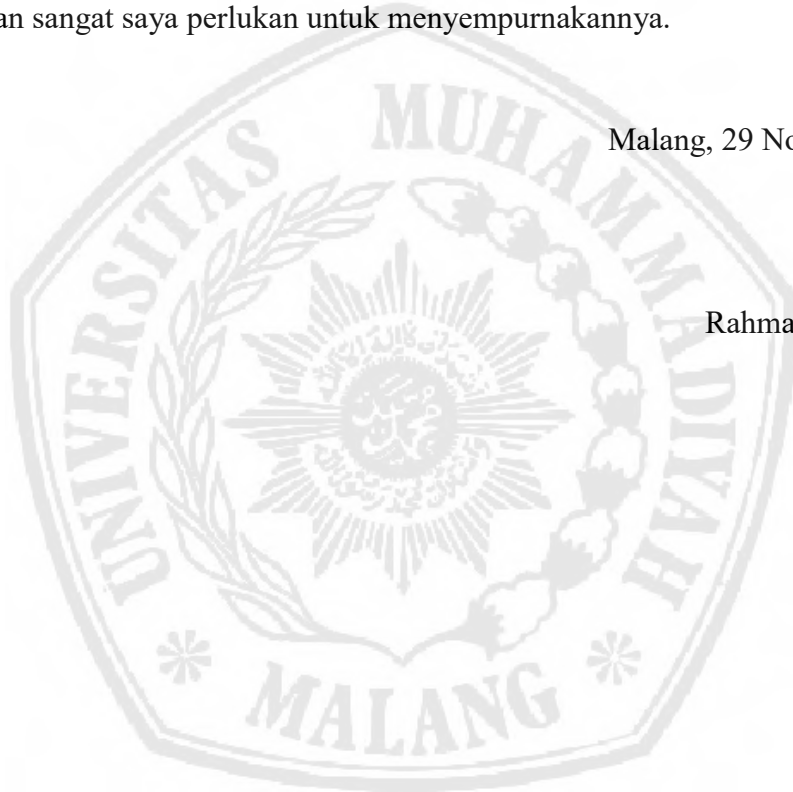 an sangat saya perlukan untuk menyempurnakannya.
Malang, 29 No
Rahma
UNIVERSITAS MUHAMMADIYAH
MALANG